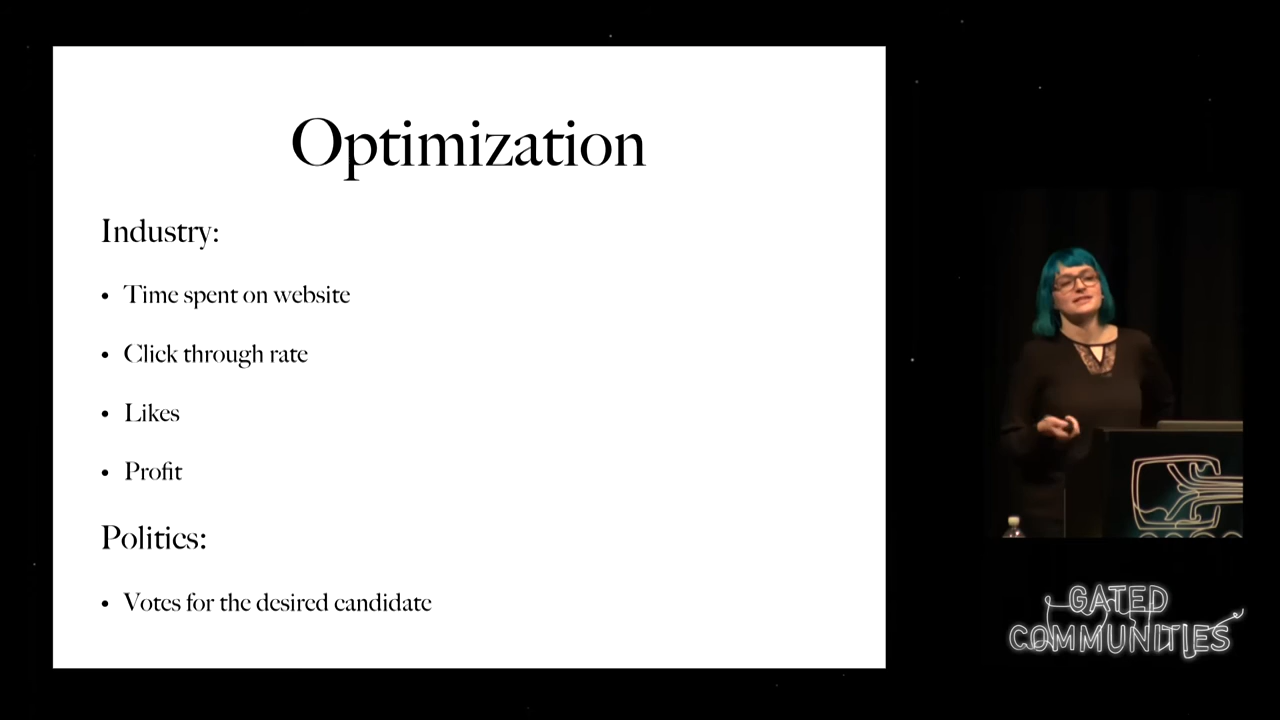 Optimization
Industry:
• Time spent on website
• Click through rate
• Likes
• Profit
Politics:
• Votes for the desired candidate
GATED
COMMUNITIES